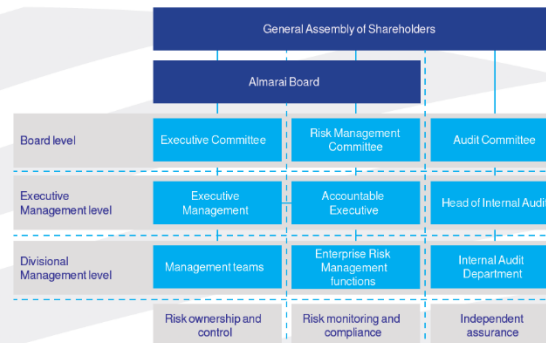 General Assembly of Shareholders
Almarai Board
Board level
Executive Committee
Risk Management
Committee
Audit Committee
Executive
Management level
Executive
Management
Accountable
Executive
Head of Internal Audit
Divisional
Management level
Management teams
Enterprise Risk
Management
functions
Internal Audit
Department
Risk ownership and
control
Risk monitoring and
compliance
Independent
assurance